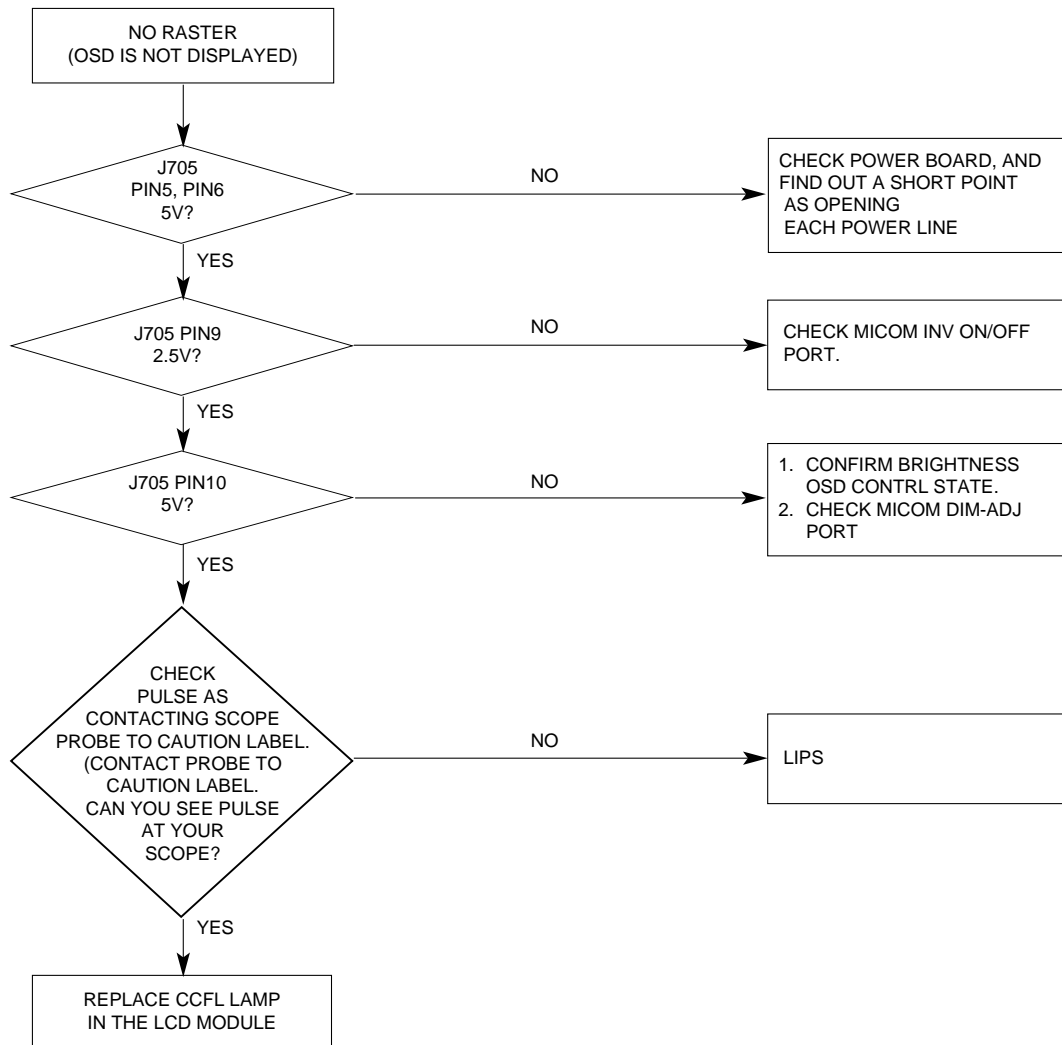 NO RASTER
(OSD IS NOT DISPLAYED)
J705
PIN5, PIN6
5V?
NO
CHECK POWER BOARD, AND
FIND OUT A SHORT POINT
AS OPENING
EACH POWER LINE
YES
J705 PIN9
2.5V?
NO
CHECK MICOM INV ON/OFF
PORT.
YES
J705 PIN10
5V?
NO
1. CONFIRM BRIGHTNESS
OSD CONTRL STATE.
2. CHECK MICOM DIM-ADJ
PORT
YES
CHECK
PULSE AS
CONTACTING SCOPE
PROBE TO CAUTION LABEL.
(CONTACT PROBE TO
CAUTION LABEL.
CAN YOU SEE PULSE
AT YOUR
SCOPE?
NO
LIPS
YES
REPLACE CCFL LAMP
IN THE LCD MODULE